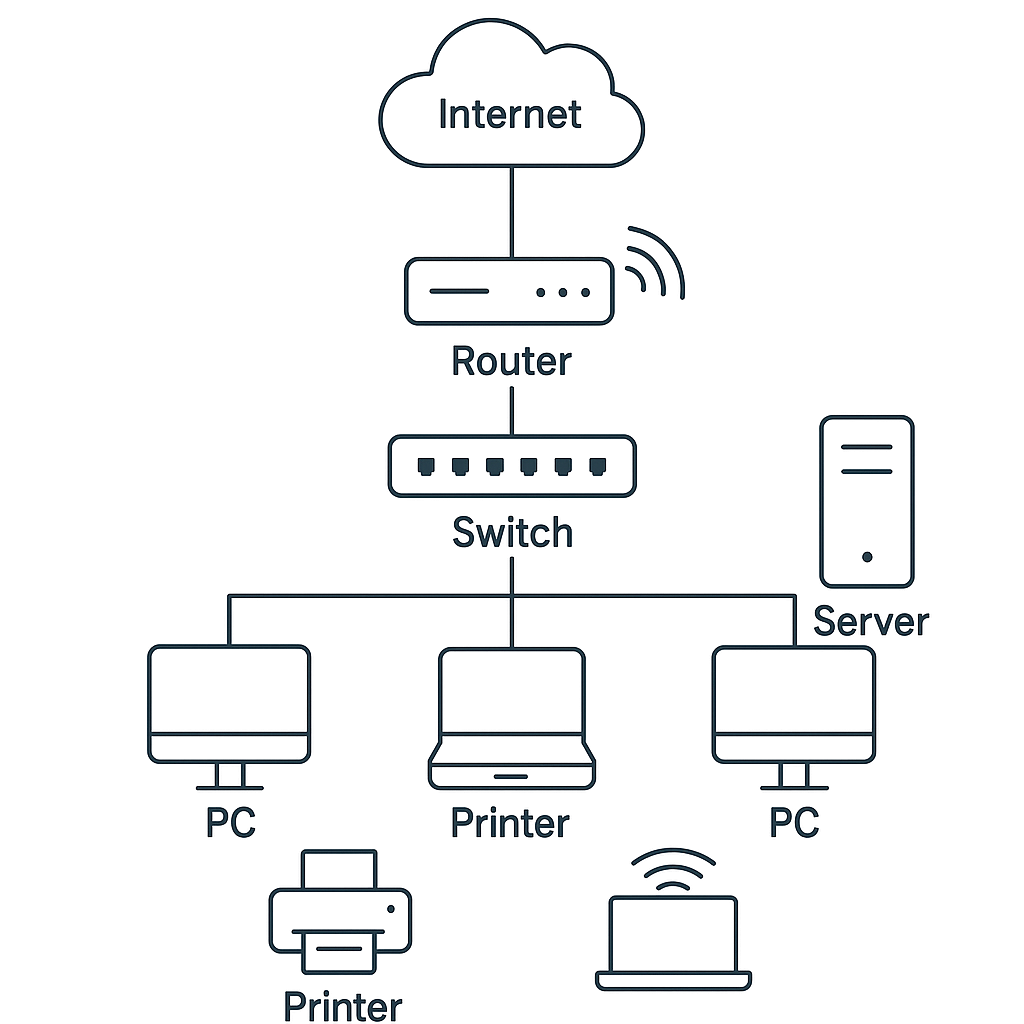 Internet
Router
Switch
Server
PC
Printer
PC
Printer